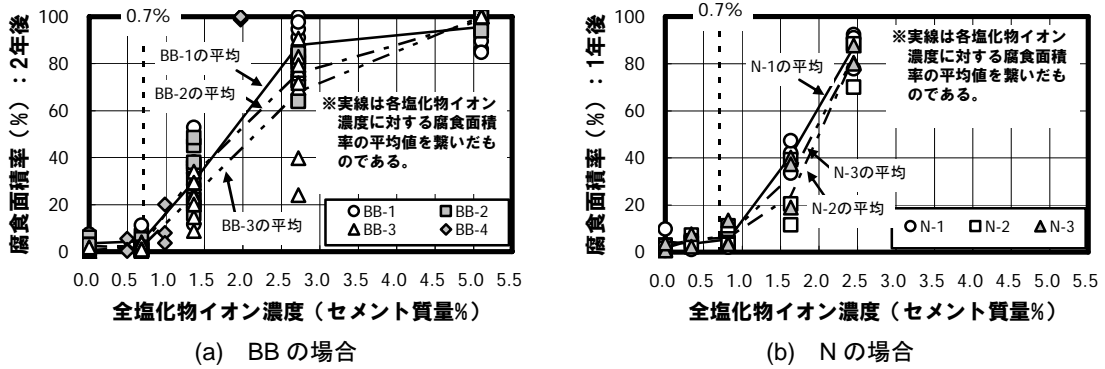 0.7%
100
80
60
40
20
0
腐食面積率(%):2年後
BB-1の平均
BB-2の平均
※実線は各塩化物イオン
濃度に対する腐食面積
率の平均値を繋いだも
のである。
BB-3の平均
BB-1 BB-2
BB-3 BB-4
0.0 0.5 1.0 1.5 2.0 2.5 3.0 3.5 4.0 4.5 5.0 5.5
全塩化物イオン濃度(セメント質量%)
(a) BB の場合
0.7%
100
80
60
40
20
0
腐食面積率(%):1年後
N-1の平均
※実線は各塩化物イオン
濃度に対する腐食面積
率の平均値を繋いだも
のである。
N-3の平均
N-2の平均
N-1 N-2 N-3
0.0 0.5 1.0 1.5 2.0 2.5 3.0 3.5 4.0 4.5 5.0 5.5
全塩化物イオン濃度(セメント質量%)
(b) N の場合